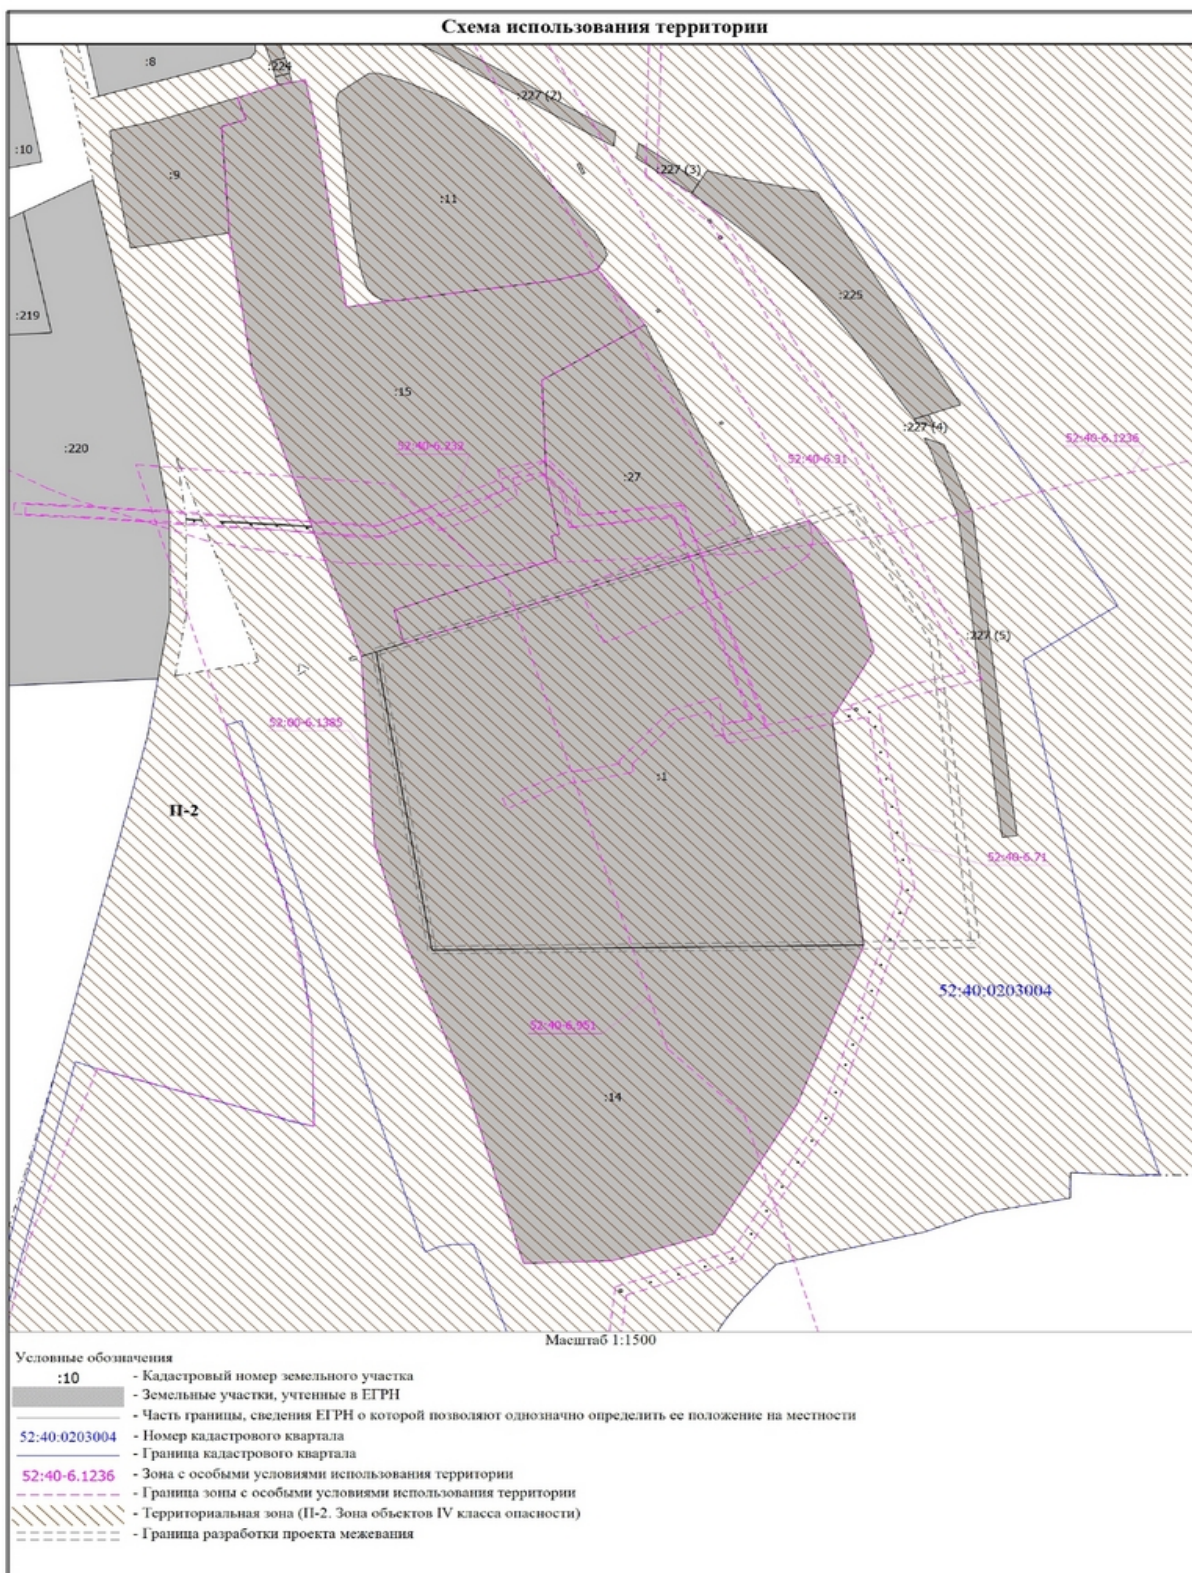 Схема использования территории
:8
:224
:227 (2)
:10
:9
:227 (3)
:11
:225
:219
:15
:227 (4)
:220
52:40-6.232
52:40-6.31
52:40-6.1236
:27
:227 (5)
52:00-6.1385
:1
П-2
52:40-6.71
52:40:0203004
52:40-6.951
:14
Масштаб 1:1500
Условные обозначения
:10 - Кадастровый номер земельного участка
- Земельные участки, учтенные в ЕГРН
- Часть границы, сведения ЕГРН о которой позволяют однозначно определить ее положение на местности
52:40:0203004 - Номер кадастрового квартала
- Граница кадастрового квартала
52:40-6.1236 - Зона с особыми условиями использования территории
- Граница зоны с особыми условиями использования территории
- Территориальная зона (П-2. Зона объектов IV класса опасности)
- Граница разработки проекта межевания